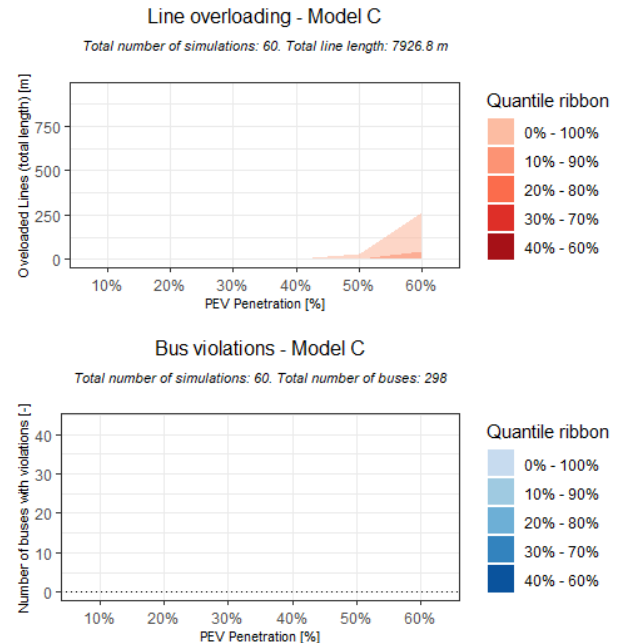 Line overloading - Model C
Total number of simulations: 60. Total line length: 7926.8 m
Oveloaded Lines (total length) [m]
750
500
250
0
10% 20% 30% 40% 50% 60%
PEV Penetration [%]
Quantile ribbon
0% - 100%
10% - 90%
20% - 80%
30% - 70%
40% - 60%
Bus violations - Model C
Total number of simulations: 60. Total number of buses: 298
Number of buses with violations [-]
40
30
20
10
0
10% 20% 30% 40% 50% 60%
PEV Penetration [%]
Quantile ribbon
0% - 100%
10% - 90%
20% - 80%
30% - 70%
40% - 60%